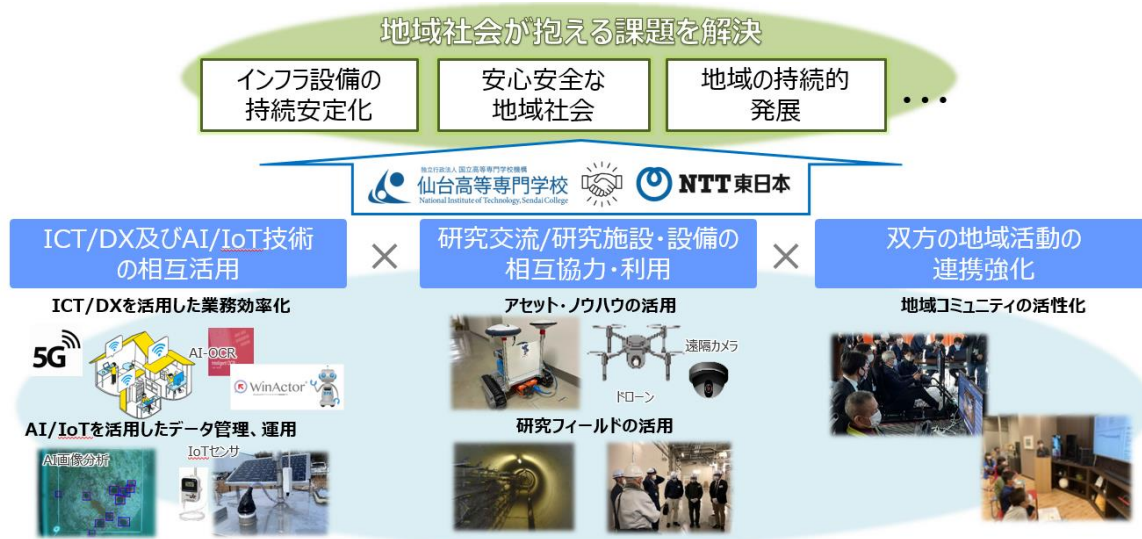 地域社会が抱える課題を解決
インフラ設備の
持続安定化
安心安全な
地域社会
地域の持続的
発展
・・・
独立行政法人 国立高等専門学校機構
仙台高等専門学校
National Institute of Technology, Sendai College
NTT東日本
ICT/DX及びAI/IoT技術
の相互活用
×
研究交流/研究施設・設備の
相互協力・利用
×
双方の地域活動の
連携強化
ICT/DXを活用した業務効率化
5G
AI-OCR
WinActor®
AI/IoTを活用したデータ管理、運用
AI画像分析
IoTセンサ
アセット・ノウハウの活用
ドローン
遠隔カメラ
研究フィールドの活用
地域コミュニティの活性化